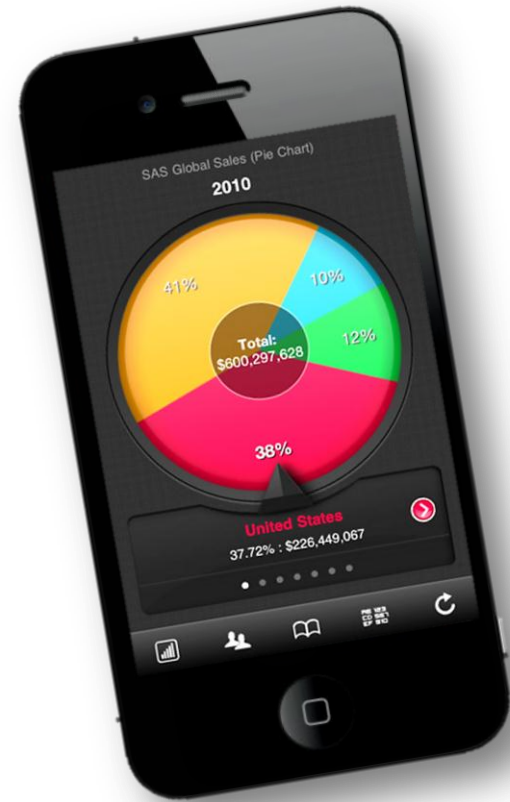 SAS Global Sales (Pie Chart)
2010
41%
10%
12%
Total:
$600,297,628
38%
United States
37.72% : $226,449,067